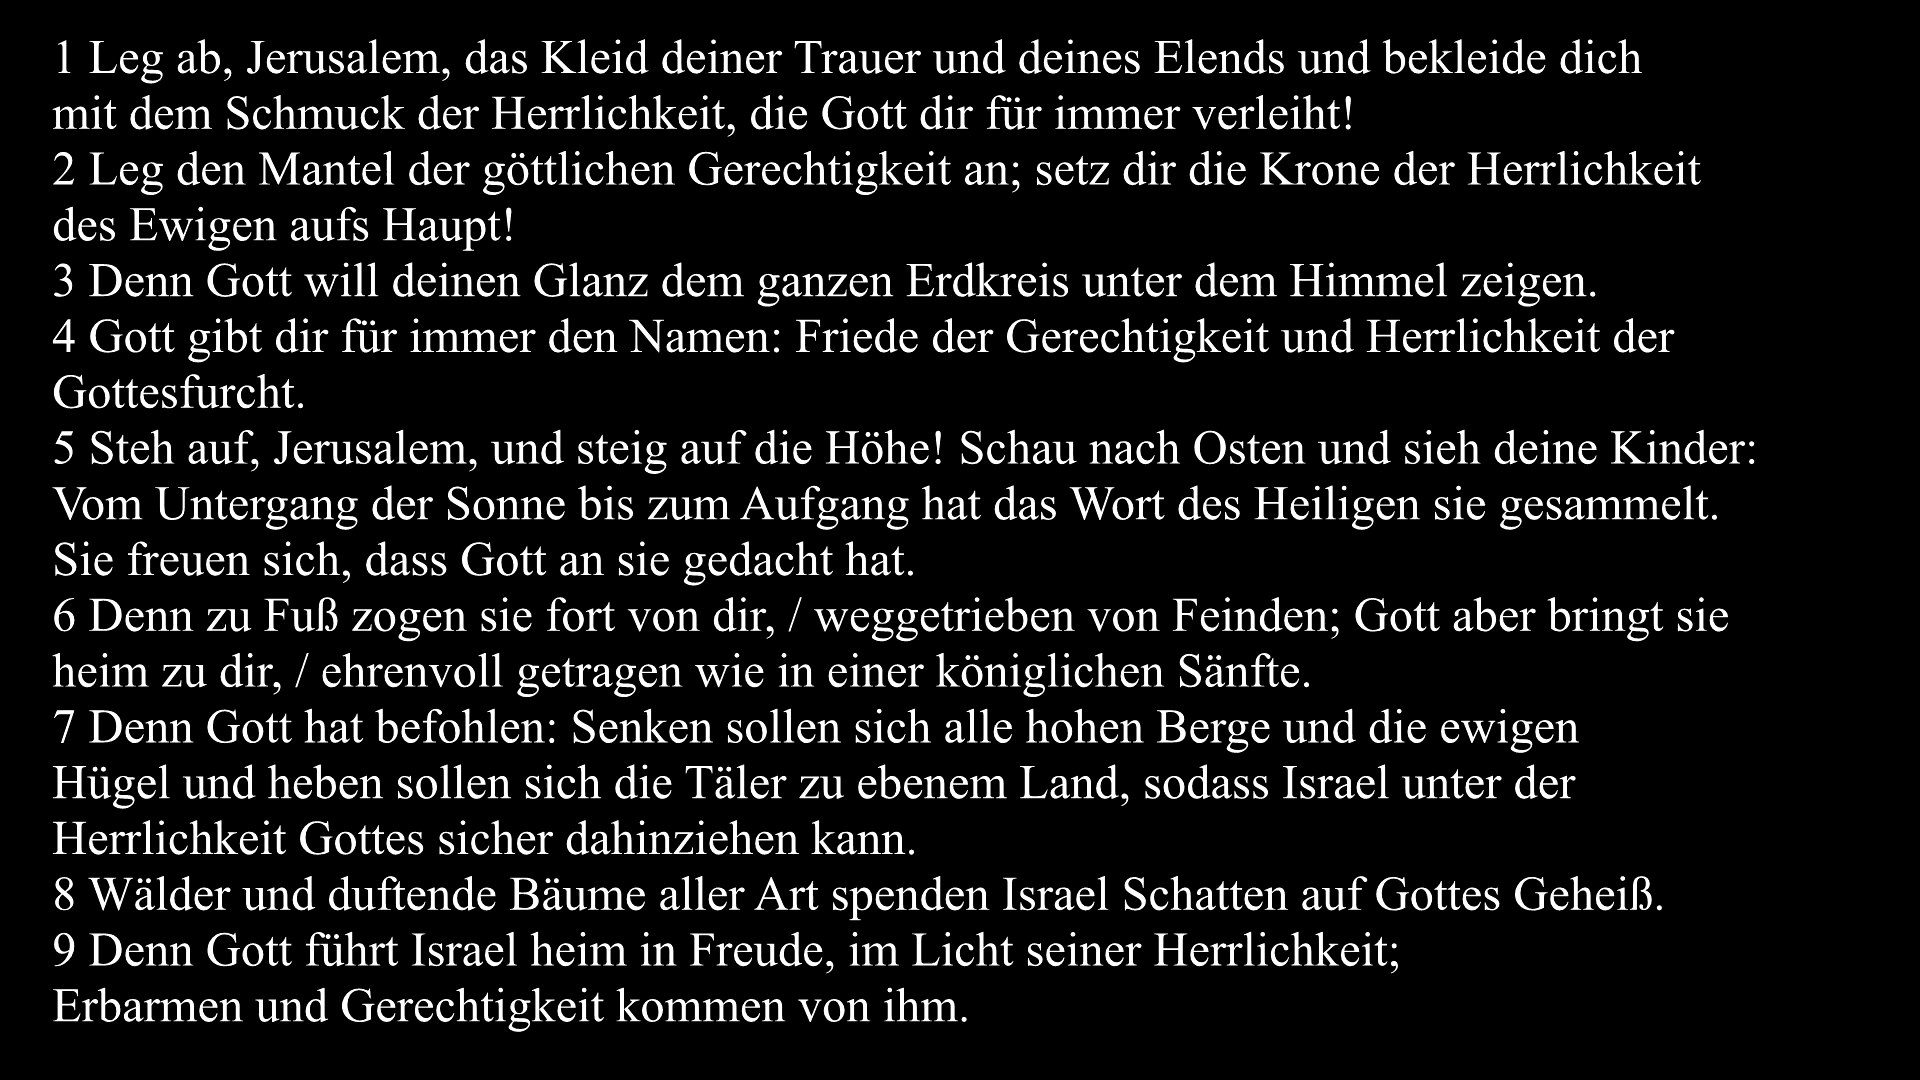 1 Leg ab, Jerusalem, das Kleid deiner Trauer und deines Elends und bekleide dich
mit dem Schmuck der Herrlichkeit, die Gott dir für immer verleiht!
2 Leg den Mantel der göttlichen Gerechtigkeit an; setz dir die Krone der Herrlichkeit
des Ewigen aufs Haupt!
3 Denn Gott will deinen Glanz dem ganzen Erdkreis unter dem Himmel zeigen.
4 Gott gibt dir für immer den Namen: Friede der Gerechtigkeit und Herrlichkeit der
Gottesfurcht.
5 Steh auf, Jerusalem, und steig auf die Höhe! Schau nach Osten und sieh deine Kinder:
Vom Untergang der Sonne bis zum Aufgang hat das Wort des Heiligen sie gesammelt.
Sie freuen sich, dass Gott an sie gedacht hat.
6 Denn zu Fuß zogen sie fort von dir, / weggetrieben von Feinden; Gott aber bringt sie
heim zu dir, / ehrenvoll getragen wie in einer königlichen Sänfte.
7 Denn Gott hat befohlen: Senken sollen sich alle hohen Berge und die ewigen
Hügel und heben sollen sich die Täler zu ebenem Land, sodass Israel unter der
Herrlichkeit Gottes sicher dahinziehen kann.
8 Wälder und duftende Bäume aller Art spenden Israel Schatten auf Gottes Geheiß.
9 Denn Gott führt Israel heim in Freude, im Licht seiner Herrlichkeit;
Erbarmen und Gerechtigkeit kommen von ihm.